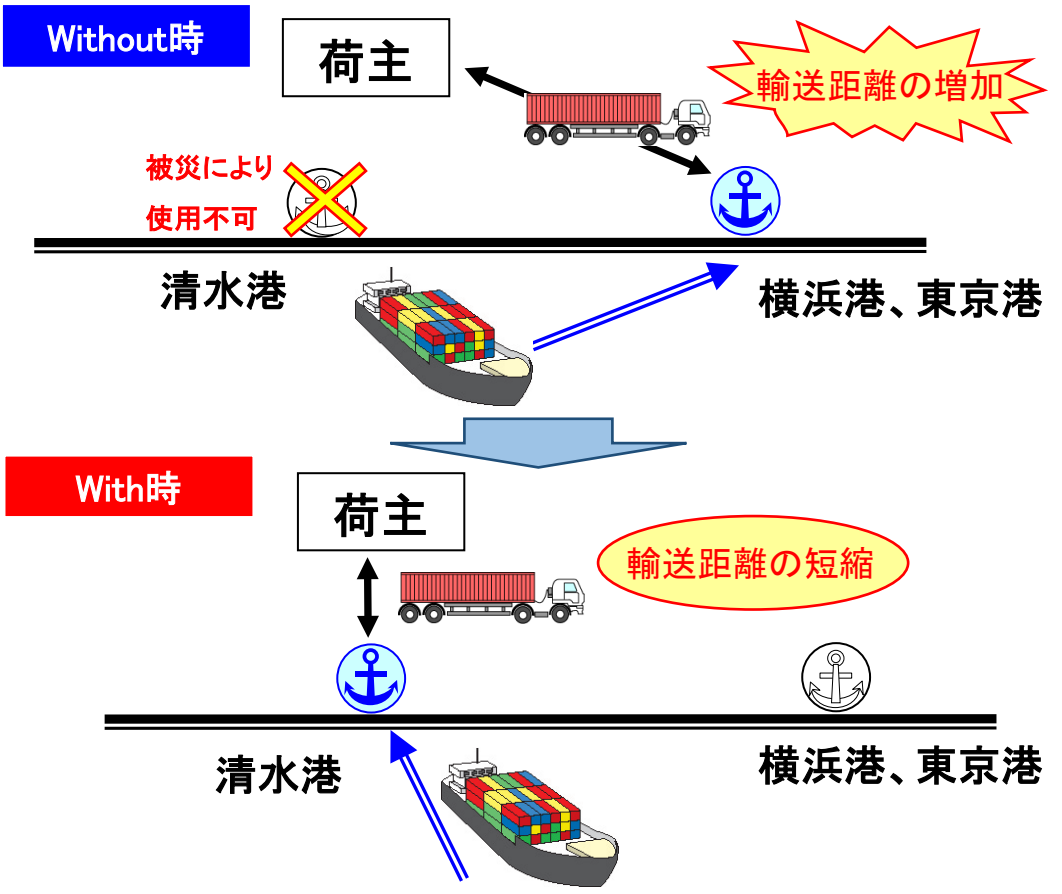 Without時
荷主
輸送距離の増加
被災により
使用不可
清水港
横浜港、東京港
With時
荷主
輸送距離の短縮
清水港
横浜港、東京港